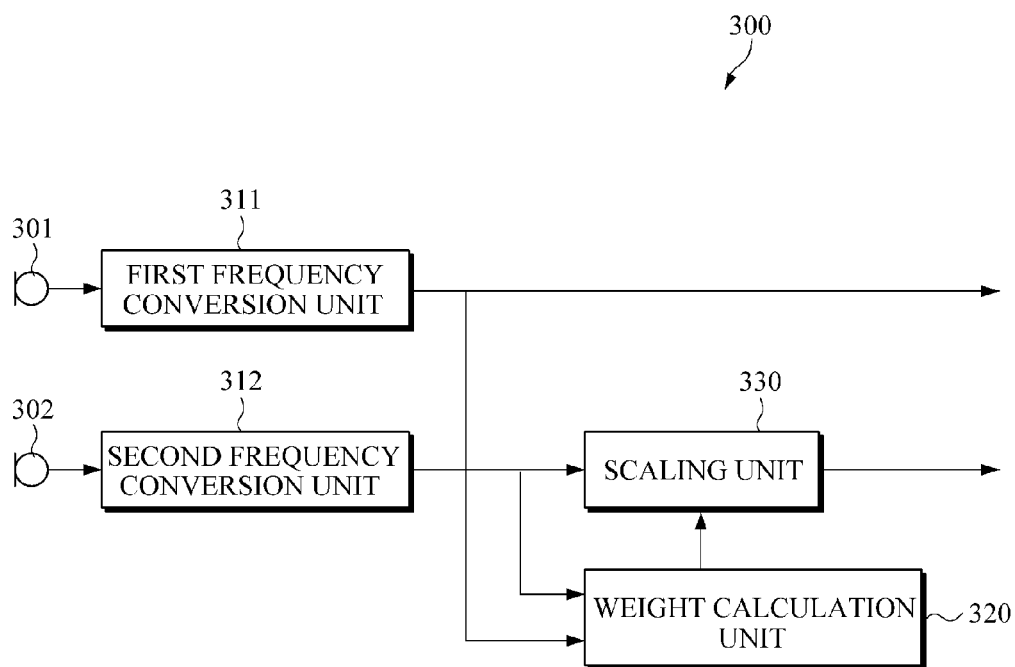 300
311
301
FIRST FREQUENCY
CONVERSION UNIT
312
330
302
SECOND FREQUENCY
CONVERSION UNIT
SCALING UNIT
WEIGHT CALCULATION
UNIT
320